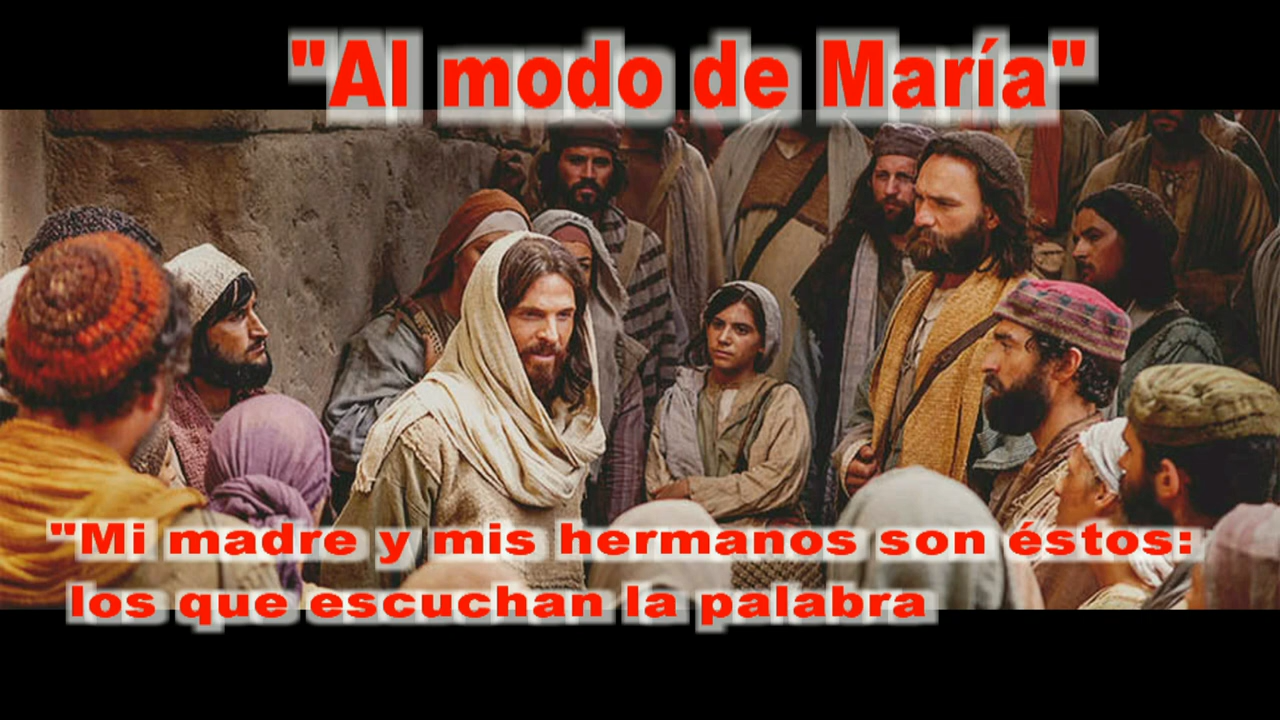 "Al modo de María"
"Mi madre y mis hermanos son éstos:
los que escuchan la palabra